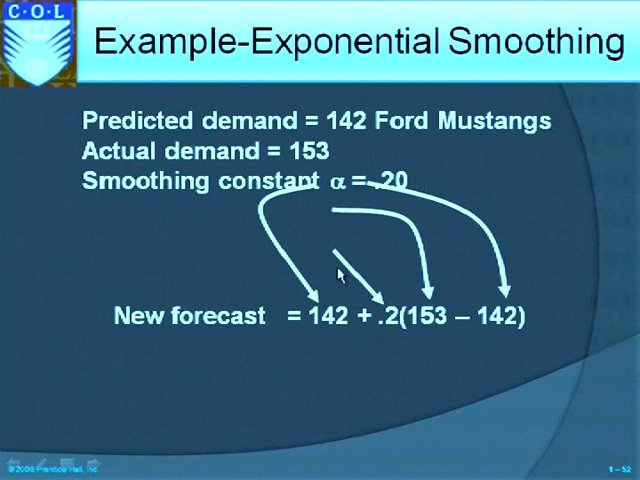 C·O·L
Example-Exponential Smoothing
Predicted demand = 142 Ford Mustangs
Actual demand = 153
Smoothing constant α = .20
New forecast = 142 + .2(153 – 142)
© 2008 Prentice Hall, Inc.
1 – 52